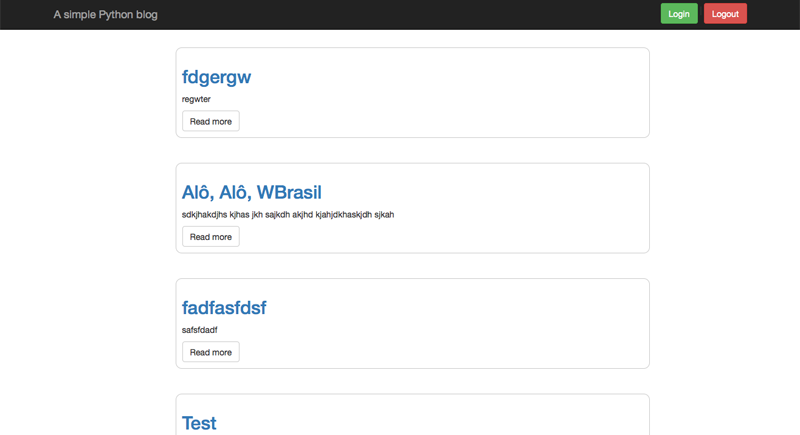 A simple Python blog
Login
Logout
fdgergw
regwter
Read more
Alô, Alô, WBrasil
sdkjhakdjhs kjhas jkh sajkdh akjhd kjahjdkhaskjdh sjkah
Read more
fadfasfdsf
safsfdadf
Read more
Test